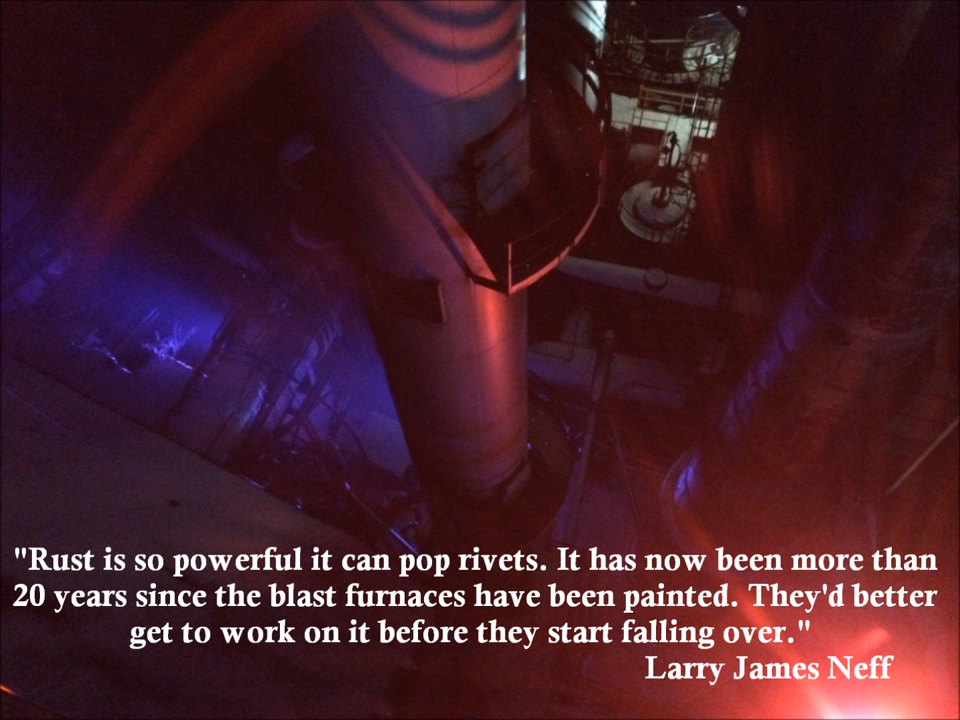 "Rust is so powerful it can pop rivets. It has now been more than
20 years since the blast furnaces have been painted. They'd better
get to work on it before they start falling over."
Larry James Neff